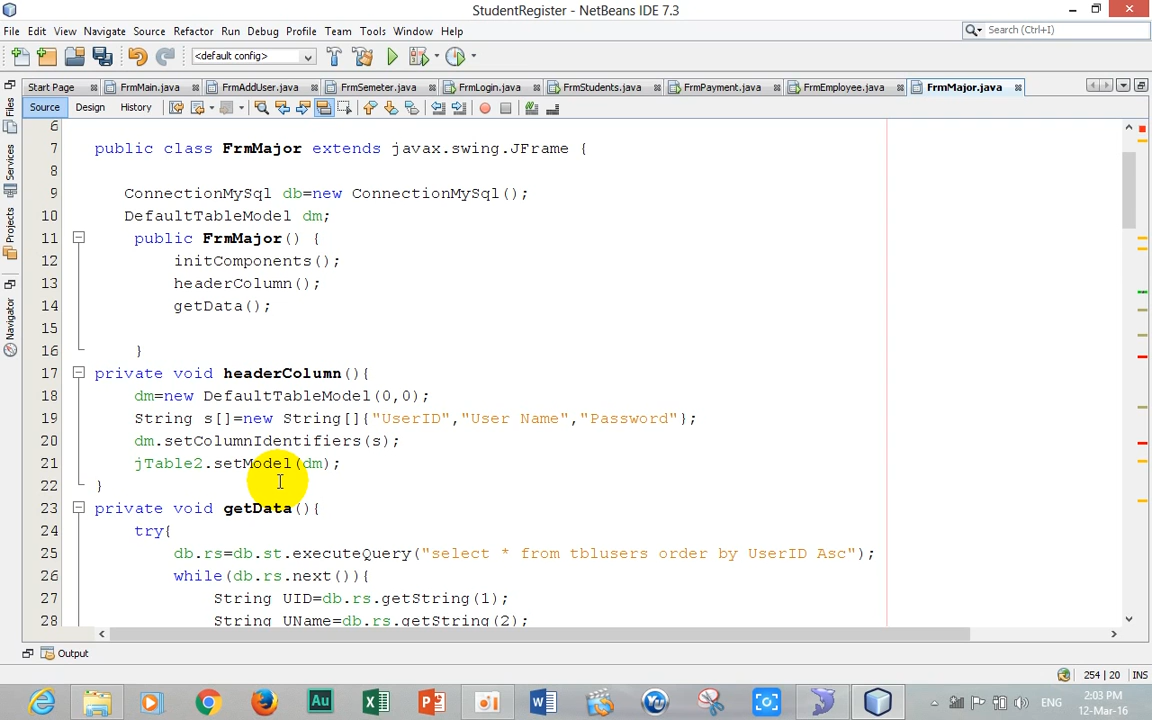 StudentRegister - NetBeans IDE 7.3
File Edit View Navigate Source Refactor Run Debug Profile Team Tools Window Help
Search (Ctrl+I)
<default config>
Start Page FrmMain.java FrmAddUser.java FrmSemeter.java FrmLogin.java FrmStudents.java FrmPayment.java FrmEmployee.java FrmMajor.java
Source Design History
Files
Services
Projects
Navigator
6
7 public class FrmMajor extends javax.swing.JFrame {
8
9 ConnectionMySql db=new ConnectionMySql();
10 DefaultTableModel dm;
11 public FrmMajor() {
12 initComponents();
13 headerColumn();
14 getData();
15
16 }
17 private void headerColumn(){
18 dm=new DefaultTableModel(0,0);
19 String s[]=new String[]{"UserID","User Name","Password"};
20 dm.setColumnIdentifiers(s);
21 jTable2.setModel(dm);
22 }
23 private void getData(){
24 try{
25 db.rs=db.st.executeQuery("select * from tblusers order by UserID Asc");
26 while(db.rs.next()){
27 String UID=db.rs.getString(1);
28 String UName=db.rs.getString(2);
Output
254 | 20 INS
ENG
2:03 PM
12-Mar-16